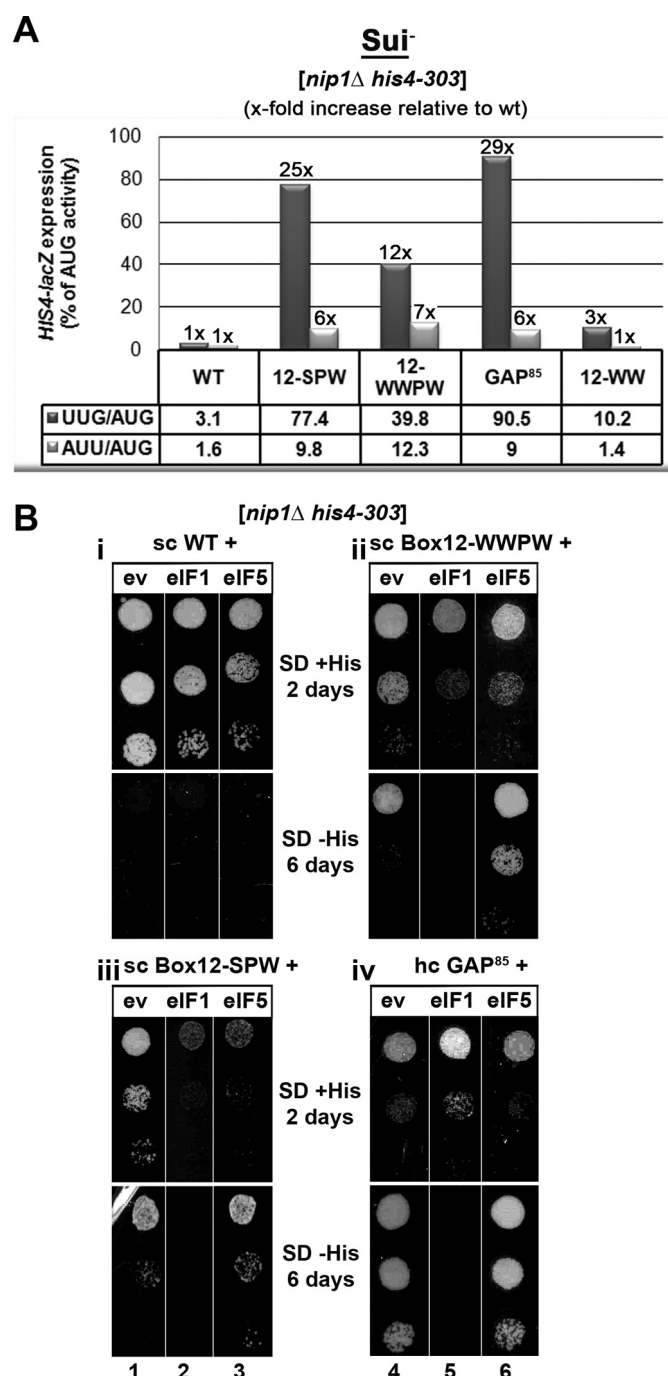 A
Sui-
[nip1Δ his4-303]
(x-fold increase relative to wt)
HIS4-lacZ expression
(% of AUG activity)
100
80
60
40
20
0
1x 1x
25x
6x
12x
7x
29x
6x
3x
1x
WT 12-SPW 12-WWPW GAP85 12-WW
UUG/AUG 3.1 77.4 39.8 90.5 10.2
AUU/AUG 1.6 9.8 12.3 9 1.4
B
[nip1Δ his4-303]
i sc WT +
ev eIF1 eIF5
ii sc Box12-WWPW +
ev eIF1 eIF5
SD +His
2 days
SD -His
6 days
iii sc Box12-SPW +
ev eIF1 eIF5
iv hc GAP85 +
ev eIF1 eIF5
SD +His
2 days
SD -His
6 days
1 2 3 4 5 6